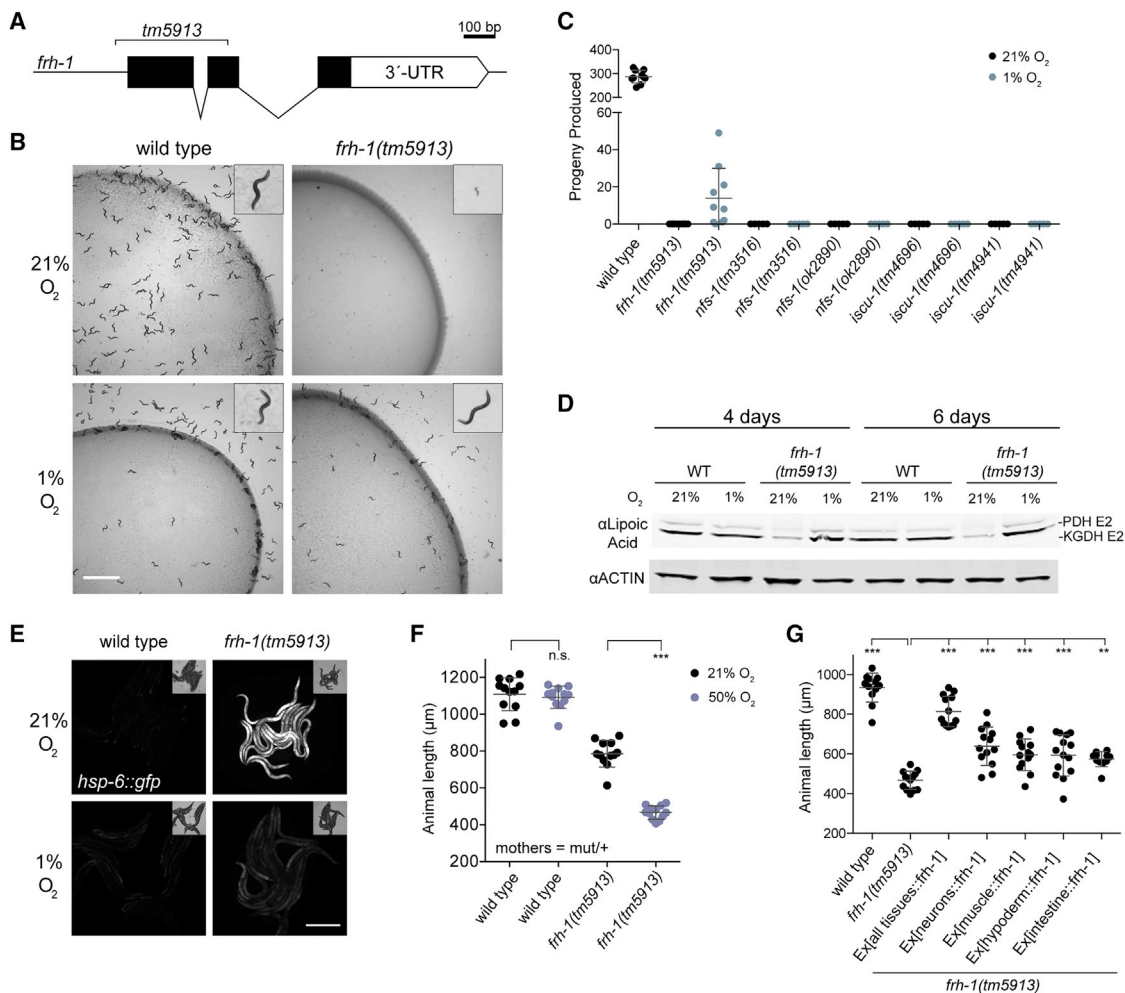 A
tm5913
100 bp
frh-1
3´-UTR
B
wild type
frh-1(tm5913)
21%
O2
1%
O2
C
Progeny Produced
400
300
200
60
40
20
0
21% O2
1% O2
wild type
frh-1(tm5913)
frh-1(tm5913)
nfs-1(tm3516)
nfs-1(tm3516)
nfs-1(ok2890)
nfs-1(ok2890)
iscu-1(tm4696)
iscu-1(tm4696)
iscu-1(tm4941)
iscu-1(tm4941)
D
4 days
6 days
WT
frh-1
(tm5913)
WT
frh-1
(tm5913)
O2
21%
1%
21%
1%
21%
1%
21%
1%
αLipoic
Acid
-PDH E2
-KGDH E2
αACTIN
E
wild type
frh-1(tm5913)
21%
O2
hsp-6::gfp
1%
O2
F
Animal length (µm)
1200
1000
800
600
400
200
n.s.
***
21% O2
50% O2
mothers = mut/+
wild type
wild type
frh-1(tm5913)
frh-1(tm5913)
G
Animal length (µm)
1000
800
600
400
200
***
***
***
***
***
**
wild type
frh-1(tm5913)
Ex[all tissues::frh-1]
Ex[neurons::frh-1]
Ex[muscle::frh-1]
Ex[hypoderm::frh-1]
Ex[intestine::frh-1]
frh-1(tm5913)